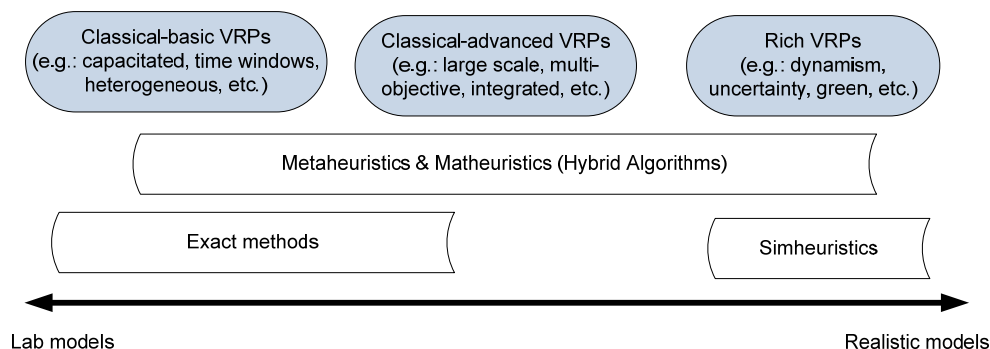 Classical-basic VRPs
(e.g.: capacitated, time windows,
heterogeneous, etc.)
Classical-advanced VRPs
(e.g.: large scale, multi-
objective, integrated, etc.)
Rich VRPs
(e.g.: dynamism,
uncertainty, green, etc.)
Metaheuristics & Matheuristics (Hybrid Algorithms)
Exact methods
Simheuristics
Lab models
Realistic models